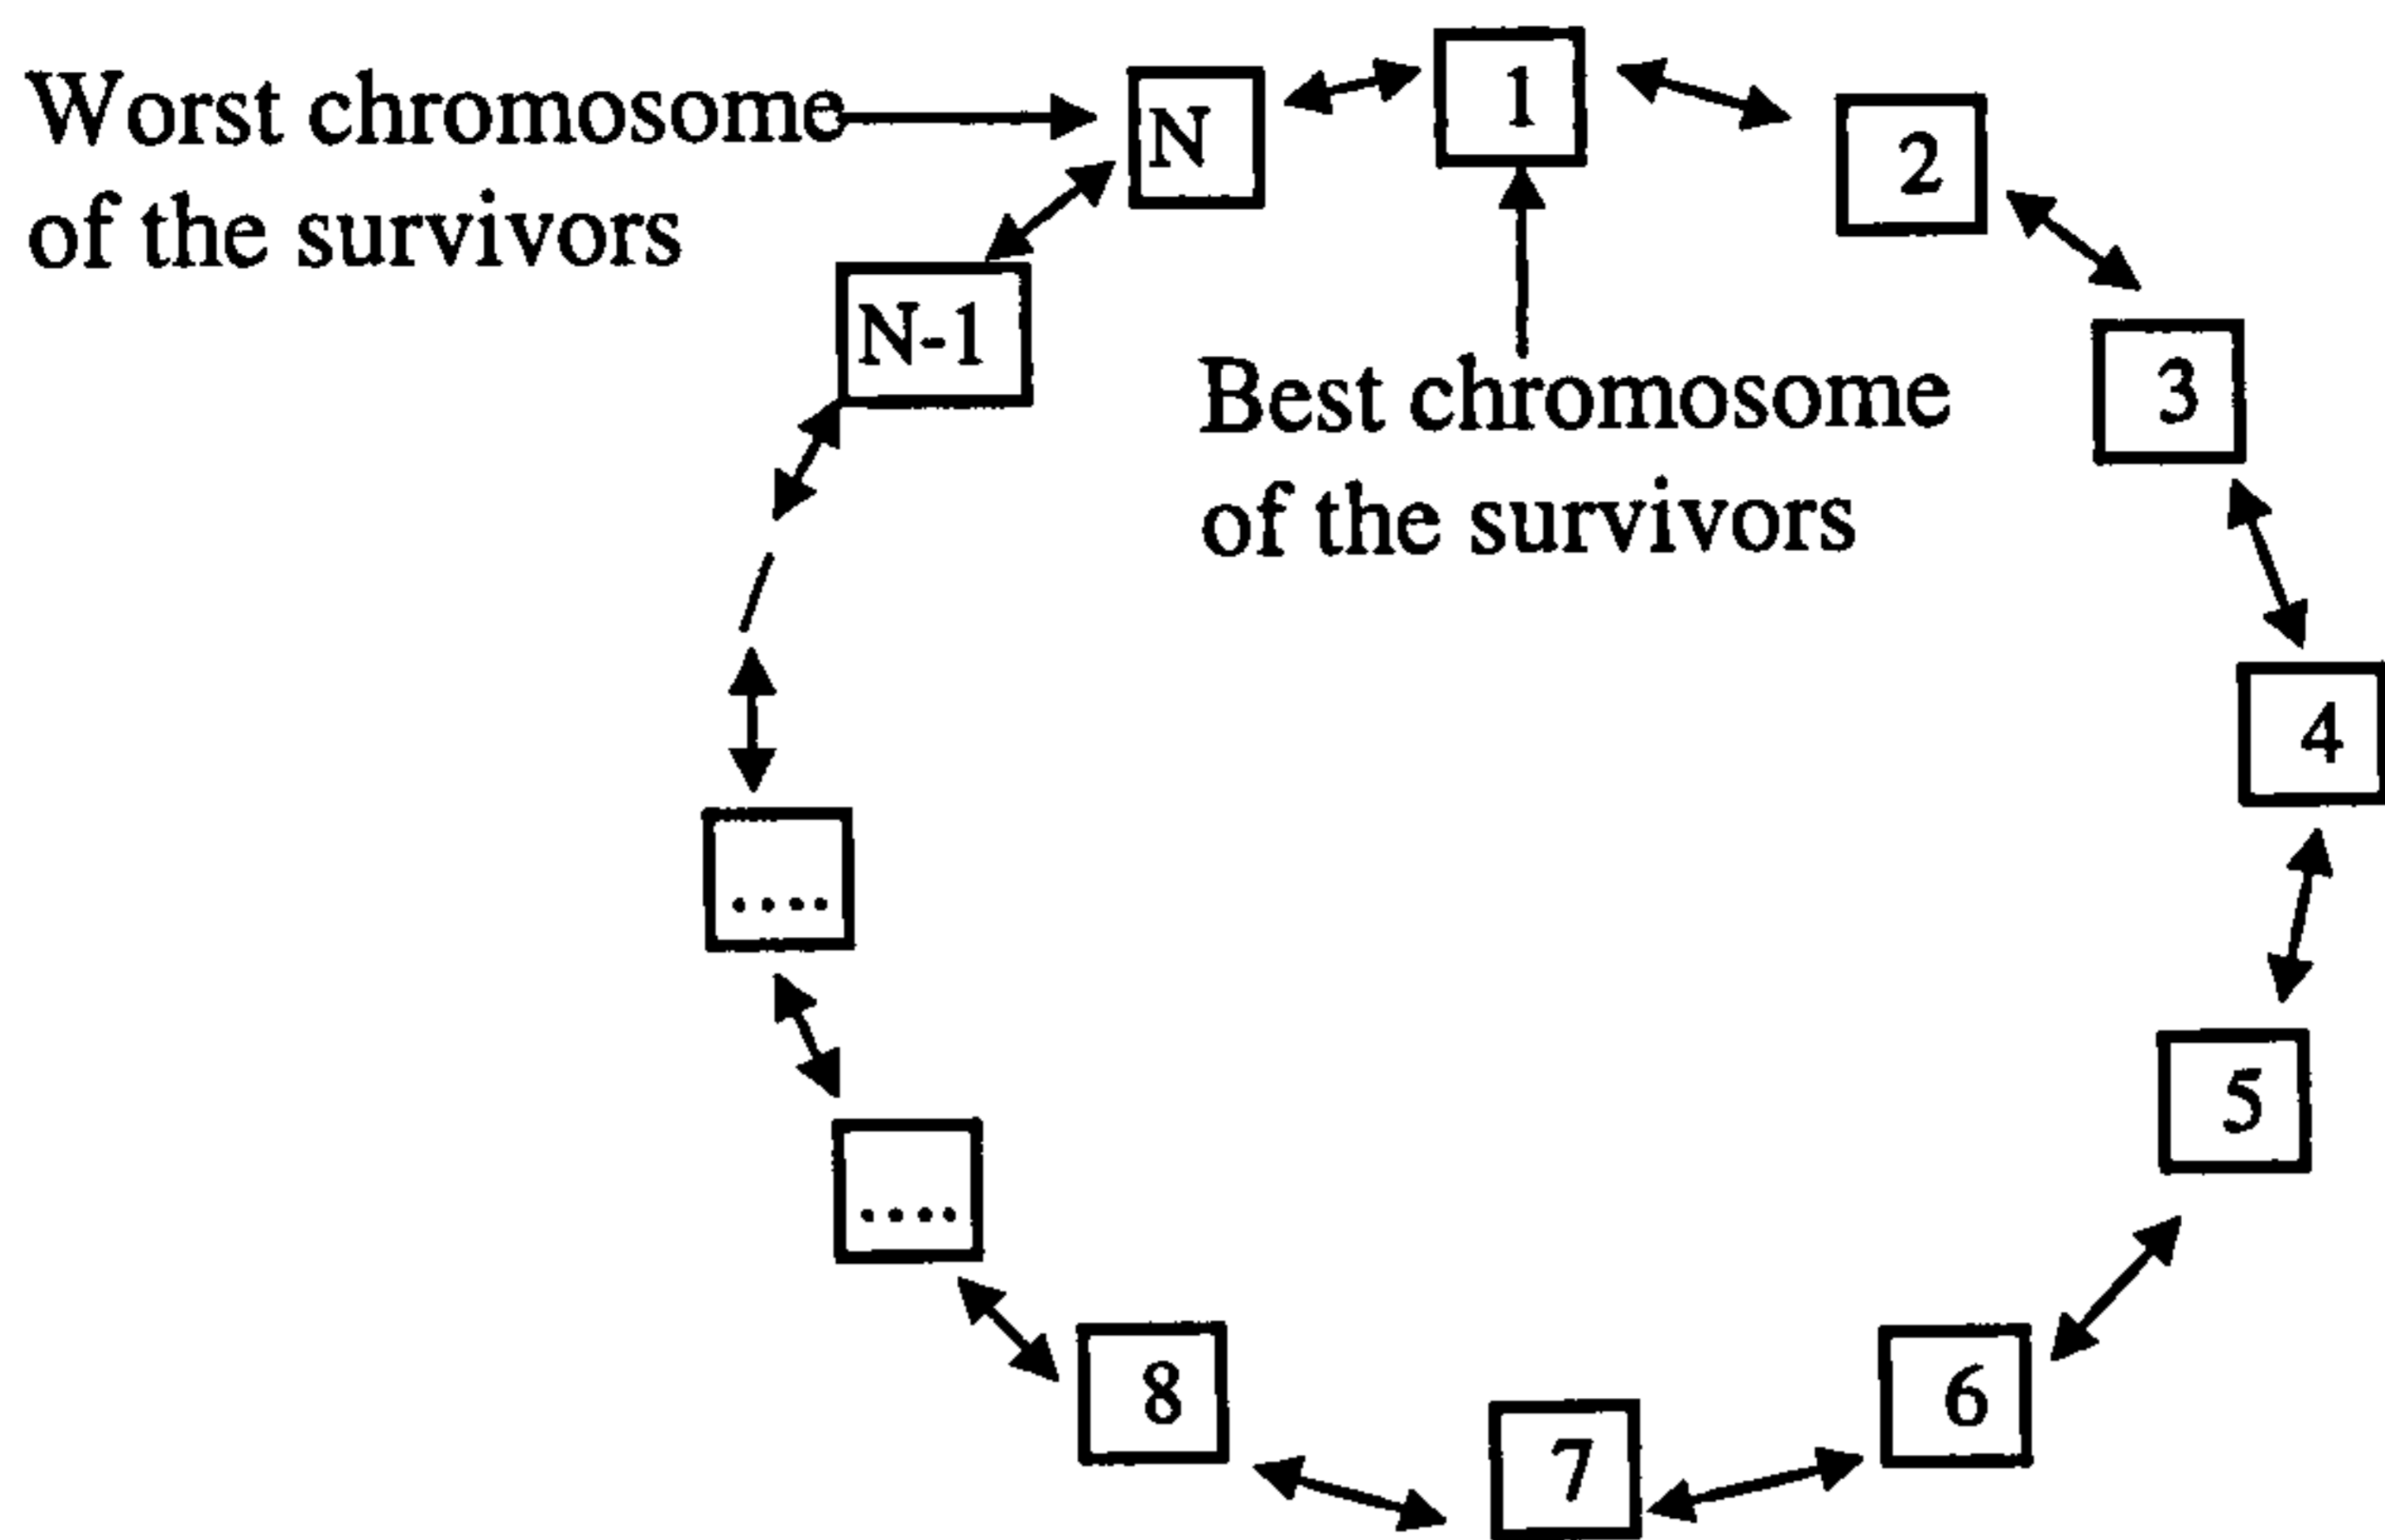 Worst chromosome
of the survivors
N
1
2
N-1
3
Best chromosome
of the survivors
4
....
5
....
8
6
7